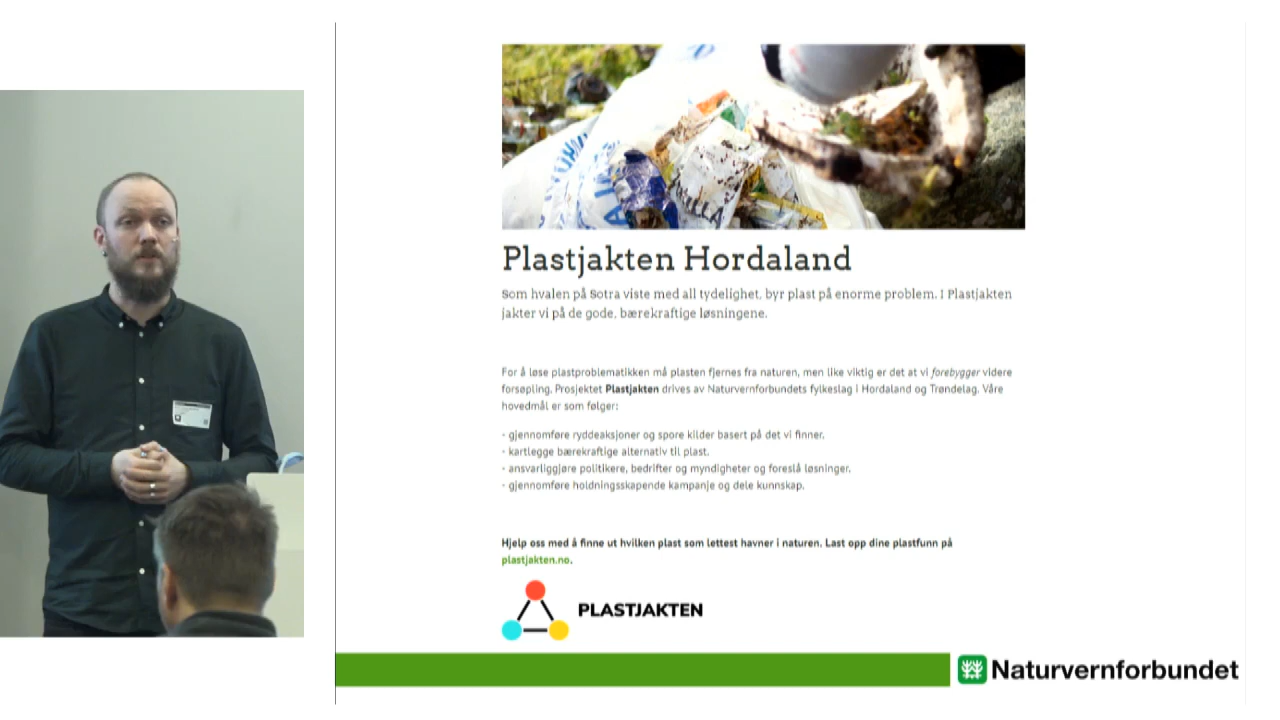 Plastjakten Hordaland
Som hvalen på Sotra viste med all tydelighet, byr plast på enorme problem. I Plastjakten
jakter vi på de gode, bærekraftige løsningene.
For å løse plastproblematikken må plasten fjernes fra naturen, men like viktig er det at vi forebygger videre
forsøpling. Prosjektet Plastjakten drives av Naturvernforbundets fylkeslag i Hordaland og Trøndelag. Våre
hovedmål er som følger:
- gjennomføre ryddeaksjoner og spore kilder basert på det vi finner.
- kartlegge bærekraftige alternativ til plast.
- ansvarliggjøre politikere, bedrifter og myndigheter og foreslå løsninger.
- gjennomføre holdningsskapende kampanje og dele kunnskap.
Hjelp oss med å finne ut hvilken plast som lettest havner i naturen. Last opp dine plastfunn på
plastjakten.no.
PLASTJAKTEN
Naturvernforbundet